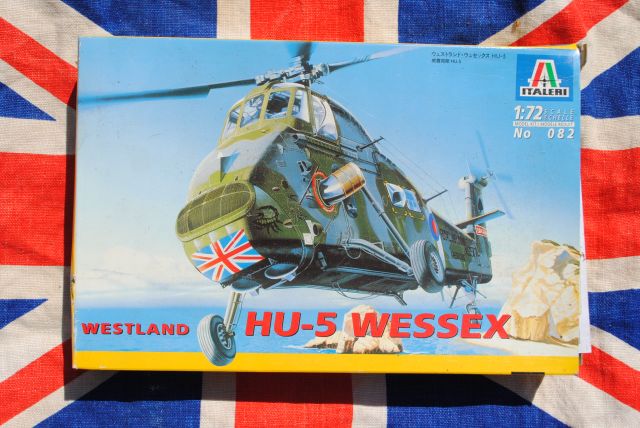 ウェストランド・ウェセックス HU-5
ITALERI
1:72 SCALE
ECHELLE
No 082
WESTLAND HU-5 WESSEX